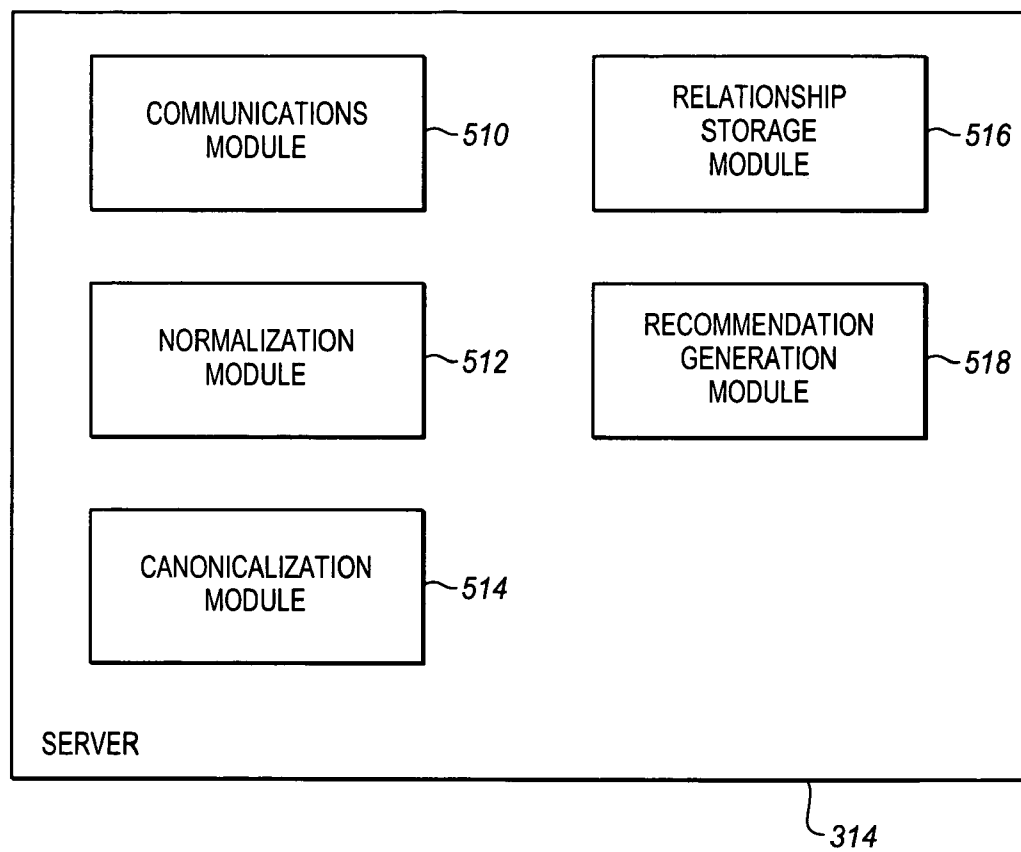 COMMUNICATIONS
MODULE
510
RELATIONSHIP
STORAGE
MODULE
516
NORMALIZATION
MODULE
512
RECOMMENDATION
GENERATION
MODULE
518
CANONICALIZATION
MODULE
514
SERVER
314